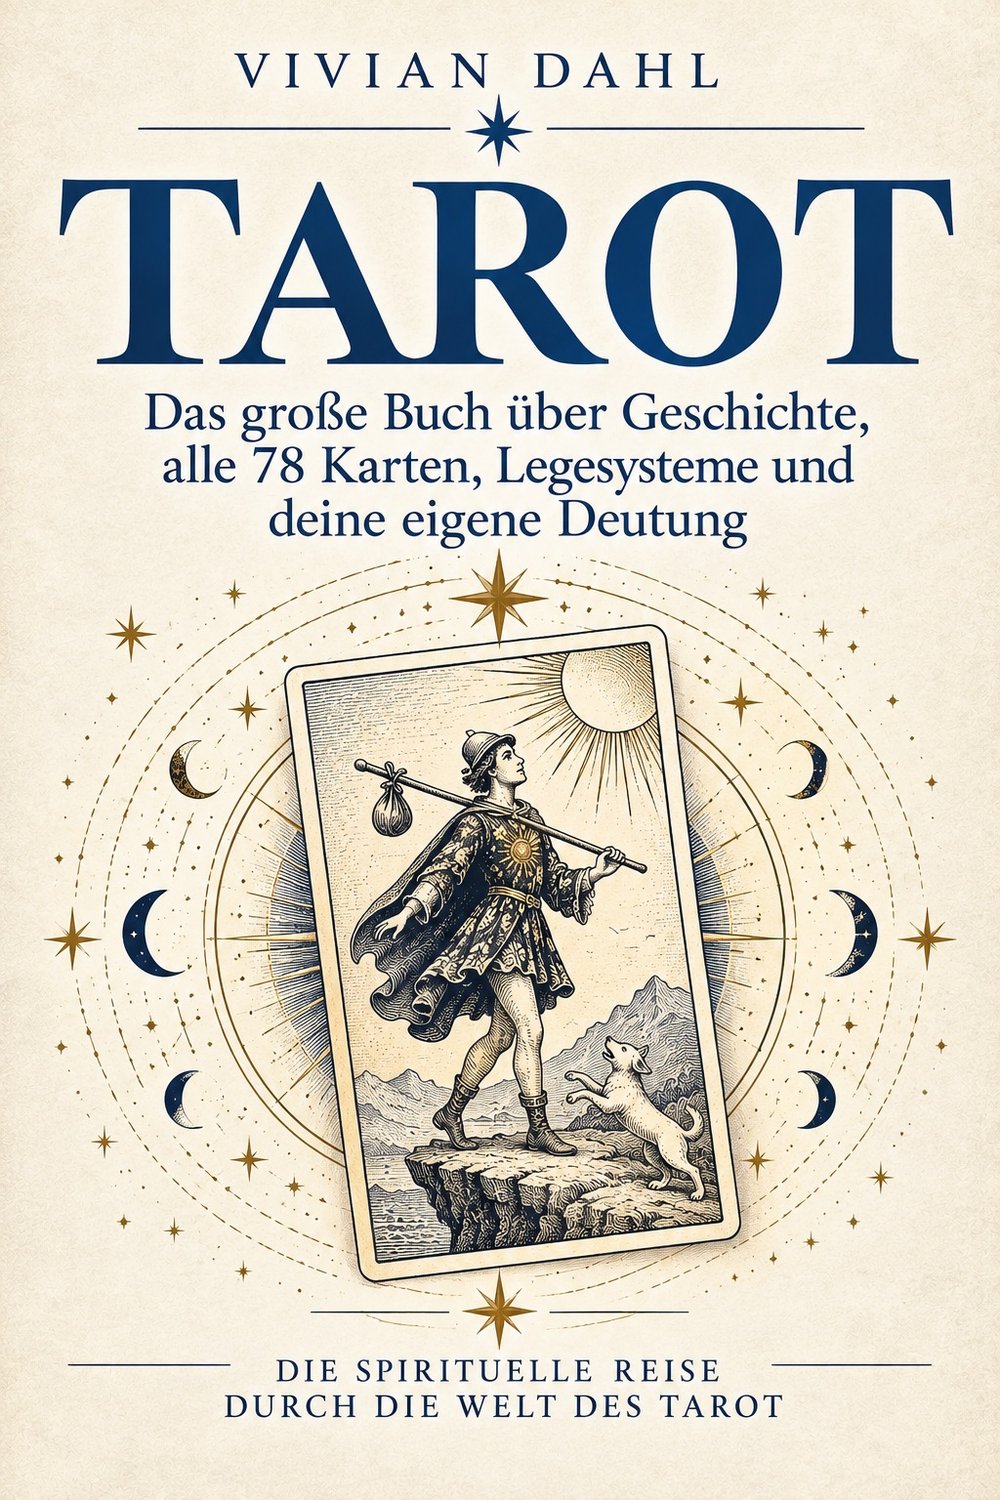 VIVIAN DAHL
TAROT
Das große Buch über Geschichte,
alle 78 Karten, Legesysteme und
deine eigene Deutung
DIE SPIRITUELLE REISE
DURCH DIE WELT DES TAROT